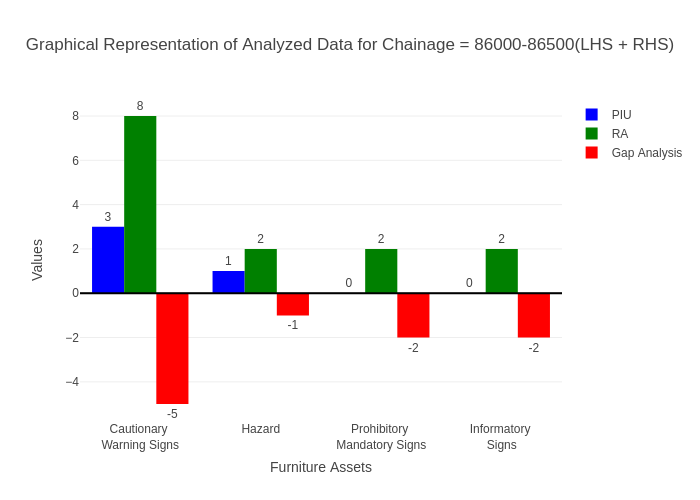 Graphical Representation of Analyzed Data for Chainage = 86000-86500(LHS + RHS)
PIU
RA
Gap Analysis
Values
8
6
4
2
0
−2
−4
3
8
-5
1
2
-1
0
2
-2
0
2
-2
Cautionary
Warning Signs
Hazard
Prohibitory
Mandatory Signs
Informatory
Signs
Furniture Assets